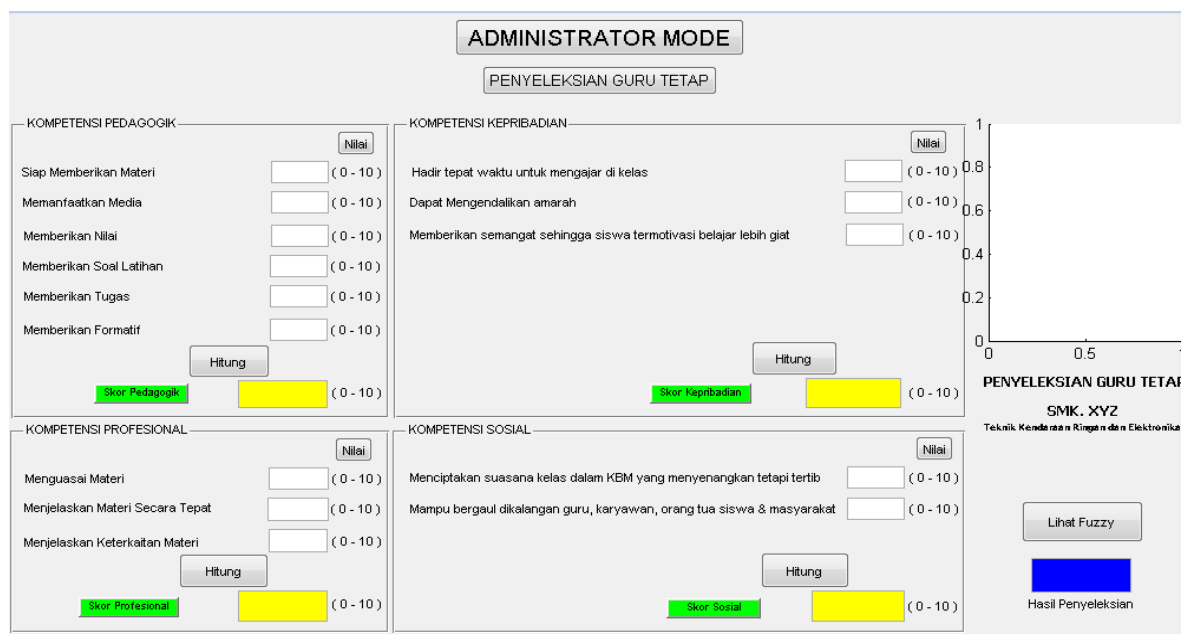 ADMINISTRATOR MODE
PENYELEKSIAN GURU TETAP
KOMPETENSI PEDAGOGIK
Nilai
Siap Memberikan Materi ( 0 - 10 )
Memanfaatkan Media ( 0 - 10 )
Memberikan Nilai ( 0 - 10 )
Memberikan Soal Latihan ( 0 - 10 )
Memberikan Tugas ( 0 - 10 )
Memberikan Formatif ( 0 - 10 )
Hitung
Skor Pedagogik ( 0 - 10 )
KOMPETENSI KEPRIBADIAN
Nilai
Hadir tepat waktu untuk mengajar di kelas ( 0 - 10 )
Dapat Mengendalikan amarah ( 0 - 10 )
Memberikan semangat sehingga siswa termotivasi belajar lebih giat ( 0 - 10 )
Hitung
Skor Kepribadian ( 0 - 10 )
1
0.8
0.6
0.4
0.2
0
0 0.5 1
PENYELEKSIAN GURU TETAP
SMK. XYZ
Teknik Kendaraan Ringan dan Elektronika
KOMPETENSI PROFESIONAL
Nilai
Menguasai Materi ( 0 - 10 )
Menjelaskan Materi Secara Tepat ( 0 - 10 )
Menjelaskan Keterkaitan Materi ( 0 - 10 )
Hitung
Skor Profesional ( 0 - 10 )
KOMPETENSI SOSIAL
Nilai
Menciptakan suasana kelas dalam KBM yang menyenangkan tetapi tertib ( 0 - 10 )
Mampu bergaul dikalangan guru, karyawan, orang tua siswa & masyarakat ( 0 - 10 )
Hitung
Skor Sosial ( 0 - 10 )
Lihat Fuzzy
Hasil Penyeleksian